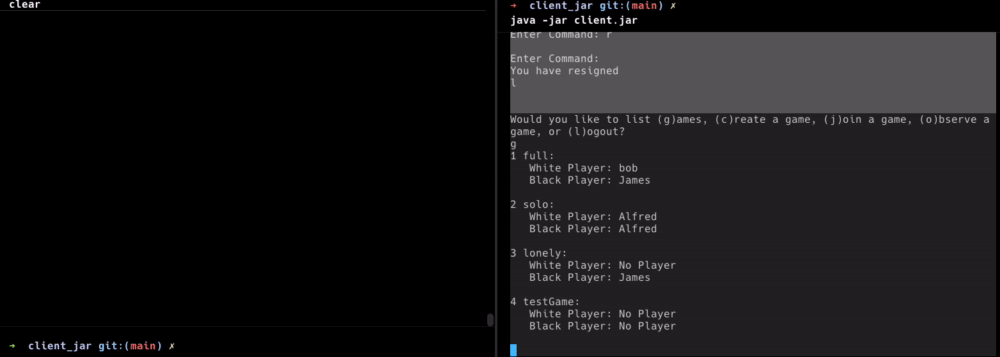 clear
➜ client_jar git:(main) ✗
➜ client_jar git:(main) ✗
java -jar client.jar
Enter Command: r
Enter Command:
You have resigned
l
Would you like to list (g)ames, (c)reate a game, (j)oin a game, (o)bserve a
game, or (l)ogout?
g
1 full:
White Player: bob
Black Player: James
2 solo:
White Player: Alfred
Black Player: Alfred
3 lonely:
White Player: No Player
Black Player: James
4 testGame:
White Player: No Player
Black Player: No Player